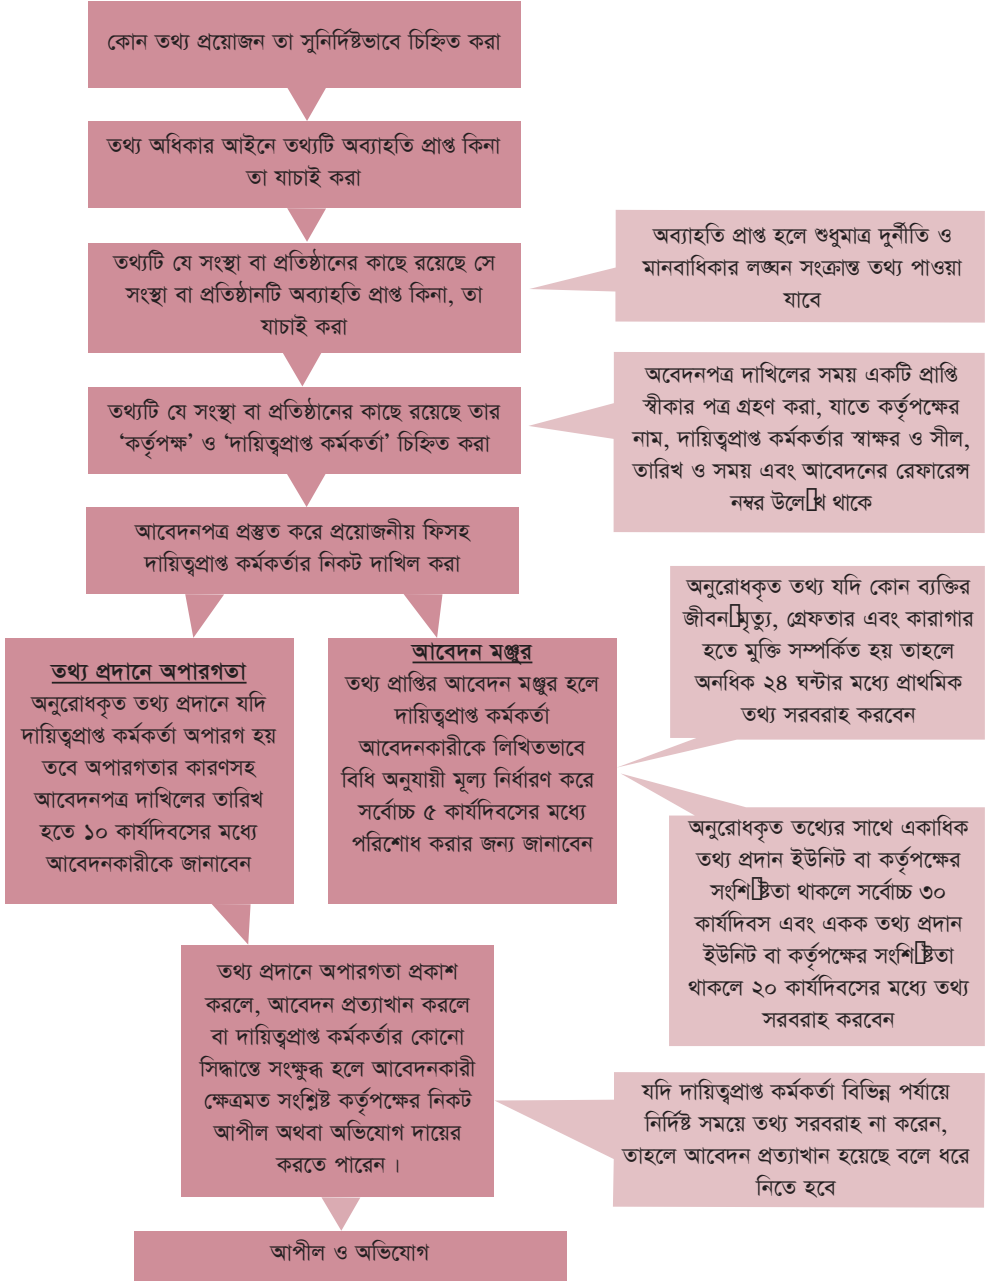 কোন তথ্য প্রয়োজন তা সুনির্দিষ্টভাবে চিহ্নিত করা
তথ্য অধিকার আইনে তথ্যটি অব্যাহতি প্রাপ্ত কিনা
তা যাচাই করা
তথ্যটি যে সংস্থা বা প্রতিষ্ঠানের কাছে রয়েছে সে
সংস্থা বা প্রতিষ্ঠানটি অব্যাহতি প্রাপ্ত কিনা, তা
যাচাই করা
অব্যাহতি প্রাপ্ত হলে শুধুমাত্র দুর্নীতি ও
মানবাধিকার লঙ্ঘন সংক্রান্ত তথ্য পাওয়া
যাবে
তথ্যটি যে সংস্থা বা প্রতিষ্ঠানের কাছে রয়েছে তার
‘কর্তৃপক্ষ’ ও ‘দায়িত্বপ্রাপ্ত কর্মকর্তা’ চিহ্নিত করা
অবেদনপত্র দাখিলের সময় একটি প্রাপ্তি
স্বীকার পত্র গ্রহণ করা, যাতে কর্তৃপক্ষের
নাম, দায়িত্বপ্রাপ্ত কর্মকর্তার স্বাক্ষর ও সীল,
তারিখ ও সময় এবং আবেদনের রেফারেন্স
নম্বর উলে খ থাকে
আবেদনপত্র প্রস্তুত করে প্রয়োজনীয় ফিসহ
দায়িত্বপ্রাপ্ত কর্মকর্তার নিকট দাখিল করা
তথ্য প্রদানে অপারগতা
অনুরোধকৃত তথ্য প্রদানে যদি
দায়িত্বপ্রাপ্ত কর্মকর্তা অপারগ হয়
তবে অপারগতার কারণসহ
আবেদনপত্র দাখিলের তারিখ
হতে ১০ কার্যদিবসের মধ্যে
আবেদনকারীকে জানাবেন
আবেদন মঞ্জুর
তথ্য প্রাপ্তির আবেদন মঞ্জুর হলে
দায়িত্বপ্রাপ্ত কর্মকর্তা
আবেদনকারীকে লিখিতভাবে
বিধি অনুযায়ী মূল্য নির্ধারণ করে
সর্বোচ্চ ৫ কার্যদিবসের মধ্যে
পরিশোধ করার জন্য জানাবেন
অনুরোধকৃত তথ্য যদি কোন ব্যক্তির
জীবন মৃত্যু, গ্রেফতার এবং কারাগার
হতে মুক্তি সম্পর্কিত হয় তাহলে
অনধিক ২৪ ঘন্টার মধ্যে প্রাথমিক
তথ্য সরবরাহ করবেন
অনুরোধকৃত তথ্যের সাথে একাধিক
তথ্য প্রদান ইউনিট বা কর্তৃপক্ষের
সংশি ষ্টতা থাকলে সর্বোচ্চ ৩০
কার্যদিবস এবং একক তথ্য প্রদান
ইউনিট বা কর্তৃপক্ষের সংশি ষ্টতা
থাকলে ২০ কার্যদিবসের মধ্যে তথ্য
সরবরাহ করবেন
তথ্য প্রদানে অপারগতা প্রকাশ
করলে, আবেদন প্রত্যাখান করলে
বা দায়িত্বপ্রাপ্ত কর্মকর্তার কোনো
সিদ্ধান্তে সংক্ষুব্ধ হলে আবেদনকারী
ক্ষেত্রমত সংশ্লিষ্ট কর্তৃপক্ষের নিকট
আপীল অথবা অভিযোগ দায়ের
করতে পারেন।
যদি দায়িত্বপ্রাপ্ত কর্মকর্তা বিভিন্ন পর্যায়ে
নির্দিষ্ট সময়ে তথ্য সরবরাহ না করেন,
তাহলে আবেদন প্রত্যাখান হয়েছে বলে ধরে
নিতে হবে
আপীল ও অভিযোগ